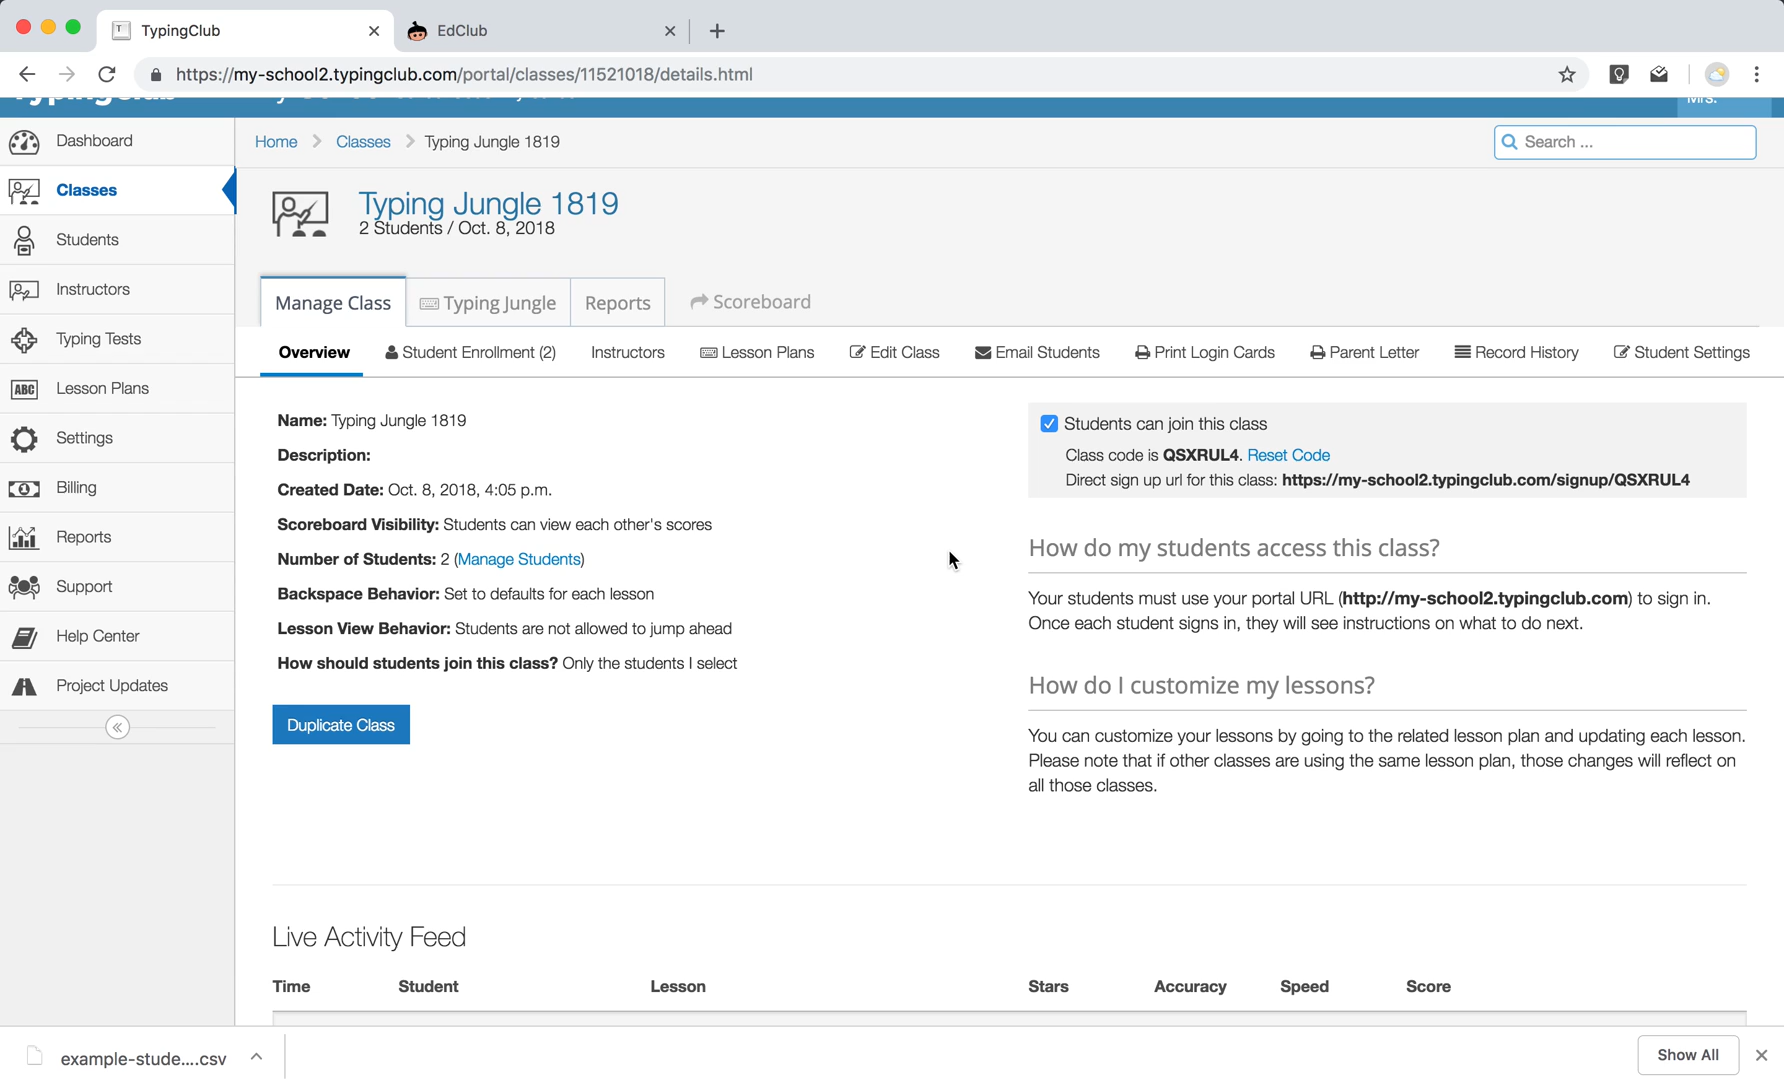 TypingClub
EdClub
https://my-school2.typingclub.com/portal/classes/11521018/details.html
Mrs.
Dashboard
Classes
Students
Instructors
Typing Tests
ABC
Lesson Plans
Settings
Billing
Reports
Support
Help Center
Project Updates
Home
Classes
Typing Jungle 1819
Search ...
Typing Jungle 1819
2 Students / Oct. 8, 2018
Manage Class
Typing Jungle
Reports
Scoreboard
Overview
Student Enrollment (2)
Instructors
Lesson Plans
Edit Class
Email Students
Print Login Cards
Parent Letter
Record History
Student Settings
Name: Typing Jungle 1819
Description:
Created Date: Oct. 8, 2018, 4:05 p.m.
Scoreboard Visibility: Students can view each other's scores
Number of Students: 2 (Manage Students)
Backspace Behavior: Set to defaults for each lesson
Lesson View Behavior: Students are not allowed to jump ahead
How should students join this class? Only the students I select
Duplicate Class
Students can join this class
Class code is QSXRUL4. Reset Code
Direct sign up url for this class: https://my-school2.typingclub.com/signup/QSXRUL4
How do my students access this class?
Your students must use your portal URL (http://my-school2.typingclub.com) to sign in.
Once each student signs in, they will see instructions on what to do next.
How do I customize my lessons?
You can customize your lessons by going to the related lesson plan and updating each lesson.
Please note that if other classes are using the same lesson plan, those changes will reflect on
all those classes.
Live Activity Feed
Time
Student
Lesson
Stars
Accuracy
Speed
Score
example-stude....csv
Show All